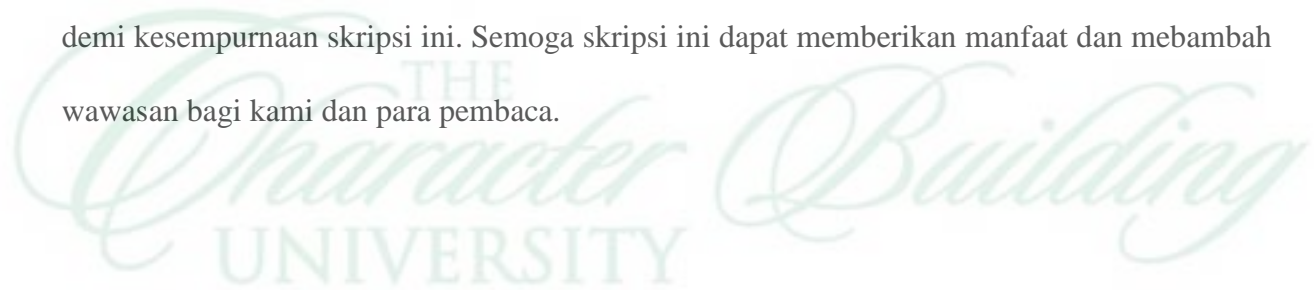 demi kesempurnaan skripsi ini. Semoga skripsi ini dapat memberikan manfaat dan mebambah
wawasan bagi kami dan para pembaca.
THE
Character Building
UNIVERSITY